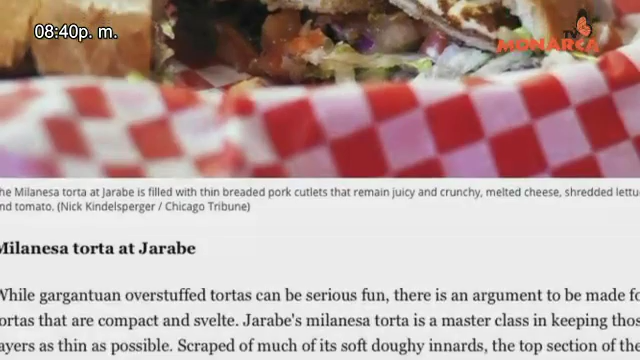 08:40p. m.
TV
MONARCA
he Milanesa torta at Jarabe is filled with thin breaded pork cutlets that remain juicy and crunchy, melted cheese, shredded lettu
nd tomato. (Nick Kindelsperger / Chicago Tribune)
Milanesa torta at Jarabe
While gargantuan overstuffed tortas can be serious fun, there is an argument to be made fo
ortas that are compact and svelte. Jarabe's milanesa torta is a master class in keeping thos
ayers as thin as possible. Scraped of much of its soft doughy innards, the top section of the